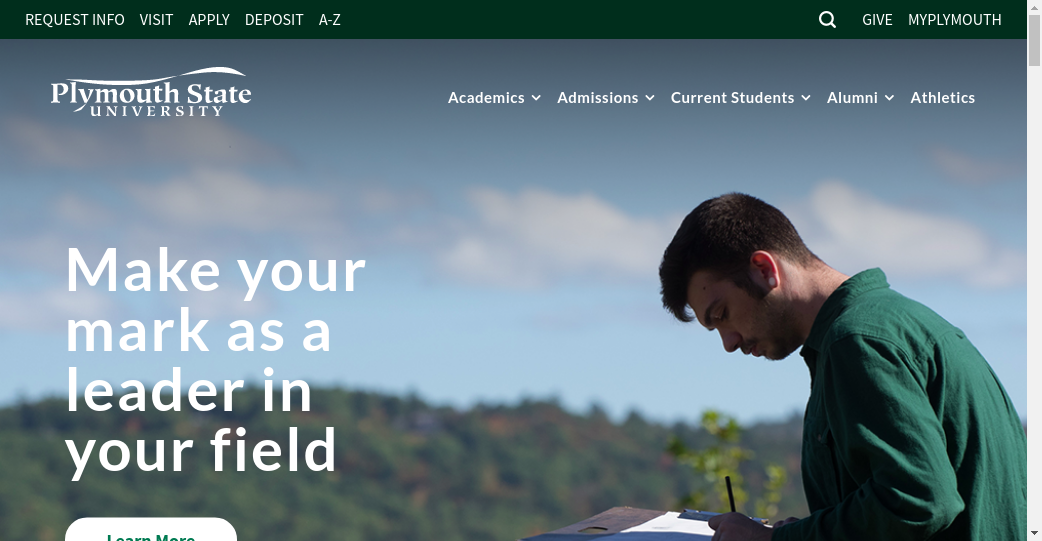 REQUEST INFO VISIT APPLY DEPOSIT A-Z GIVE MYPLYMOUTH
Plymouth State
UNIVERSITY
Academics Admissions Current Students Alumni Athletics
Make your
mark as a
leader in
your field
Learn More